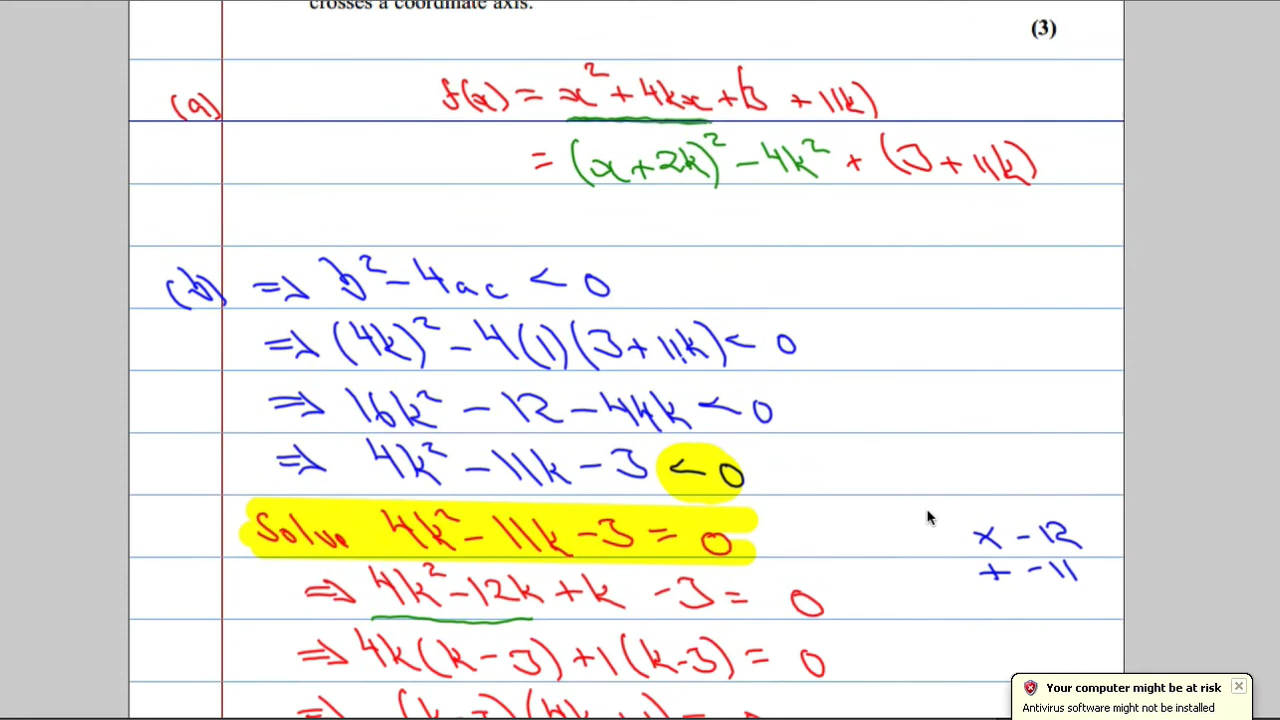 crosses a coordinate axis.
(3)
(a) f(x) = x² + 4kx + (3 + 11k)
= (x + 2k)² - 4k² + (3 + 11k)
(b) ⇒ b² - 4ac < 0
⇒ (4k)² - 4(1)(3 + 11k) < 0
⇒ 16k² - 12 - 44k < 0
⇒ 4k² - 11k - 3 < 0
Solve 4k² - 11k - 3 = 0
x - 12
+ - 11
⇒ 4k² - 12k + k - 3 = 0
⇒ 4k(k - 3) + 1(k - 3) = 0
Your computer might be at risk
Antivirus software might not be installed